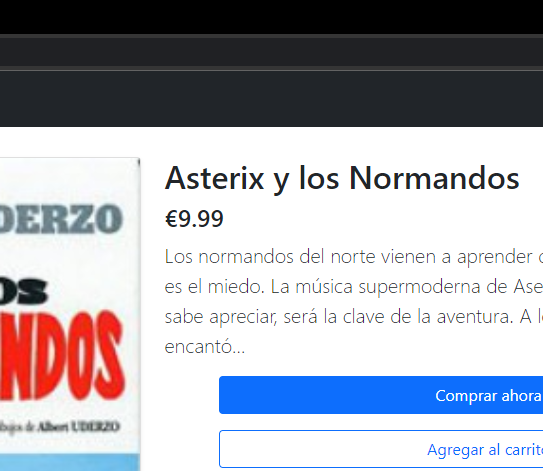 DERZO
OS
NDOS
dibujos de Albert UDERZO
Asterix y los Normandos
€9.99
Los normandos del norte vienen a aprender
es el miedo. La música supermoderna de Ase
sabe apreciar, será la clave de la aventura. A l
encantó...
Comprar ahora
Agregar al carrito